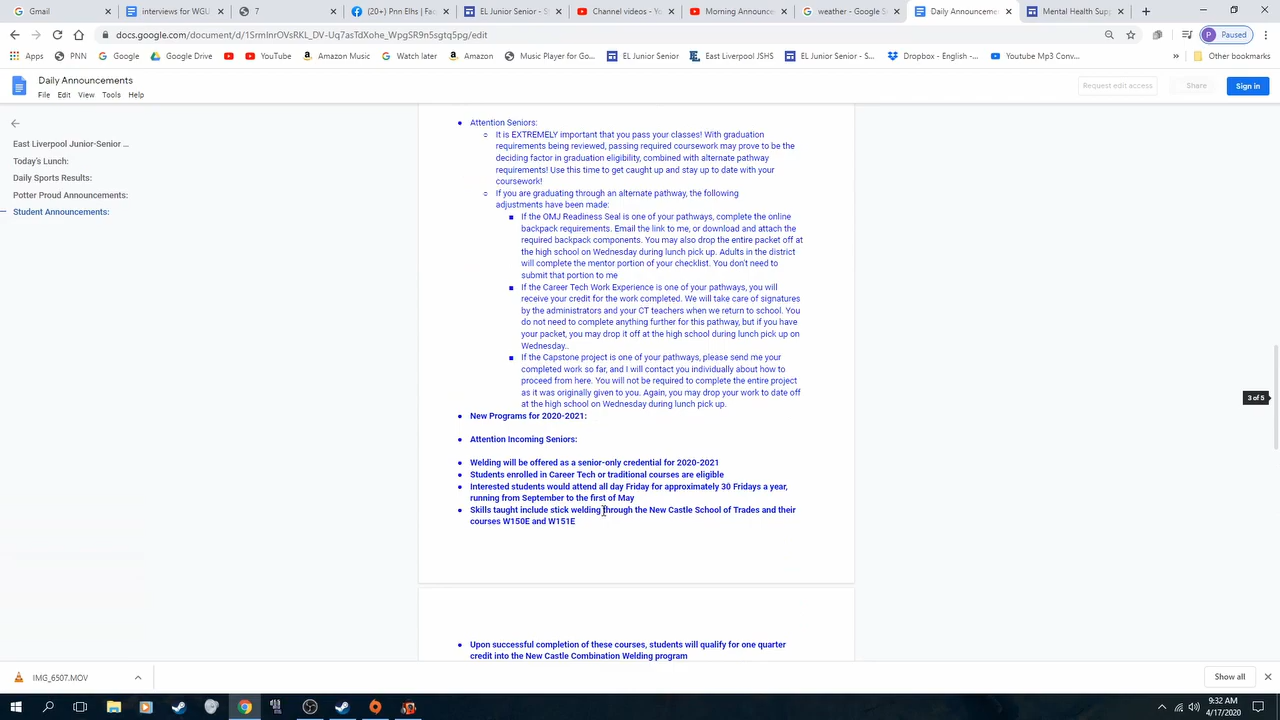 Gmail
interviews for WGU
7
(20+) Pnn Elhs | Fac
Edited
Channel videos - Yo
Morning Announce
weather - Google S
Daily Announcemen
Mental Health Supp
docs.google.com/document/d/1SrmInrOVsRKL_DV-Uq7asTdXohe_WpgSR9n5sgtq5pg/edit
Paused
Apps
PNN
Google
Google Drive
YouTube
Amazon Music
Watch later
Amazon
Music Player for Go...
EL Junior Senior
East Liverpool JSHS
EL Junior Senior - S...
Dropbox - English -...
Youtube Mp3 Conv...
Other bookmarks
Daily Announcements
File Edit View Tools Help
Request edit access
Share
Sign in
East Liverpool Junior-Senior ...
Today's Lunch:
Daily Sports Results:
Potter Proud Announcements:
Student Announcements:
Attention Seniors:
It is EXTREMELY important that you pass your classes! With graduation
requirements being reviewed, passing required coursework may prove to be the
deciding factor in graduation eligibility, combined with alternate pathway
requirements! Use this time to get caught up and stay up to date with your
coursework!
If you are graduating through an alternate pathway, the following
adjustments have been made:
If the OMJ Readiness Seal is one of your pathways, complete the online
backpack requirements. Email the link to me, or download and attach the
required backpack components. You may also drop the entire packet off at
the high school on Wednesday during lunch pick up. Adults in the district
will complete the mentor portion of your checklist. You don't need to
submit that portion to me
If the Career Tech Work Experience is one of your pathways, you will
receive your credit for the work completed. We will take care of signatures
by the administrators and your CT teachers when we return to school. You
do not need to complete anything further for this pathway, but if you have
your packet, you may drop it off at the high school during lunch pick up on
Wednesday..
If the Capstone project is one of your pathways, please send me your
completed work so far, and I will contact you individually about how to
proceed from here. You will not be required to complete the entire project
as it was originally given to you. Again, you may drop your work to date off
at the high school on Wednesday during lunch pick up.
New Programs for 2020-2021:
Attention Incoming Seniors:
Welding will be offered as a senior-only credential for 2020-2021
Students enrolled in Career Tech or traditional courses are eligible
Interested students would attend all day Friday for approximately 30 Fridays a year,
running from September to the first of May
Skills taught include stick welding through the New Castle School of Trades and their
courses W150E and W151E
3 of 5
Upon successful completion of these courses, students will qualify for one quarter
credit into the New Castle Combination Welding program
IMG_6507.MOV
Show all
9:32 AM
4/17/2020